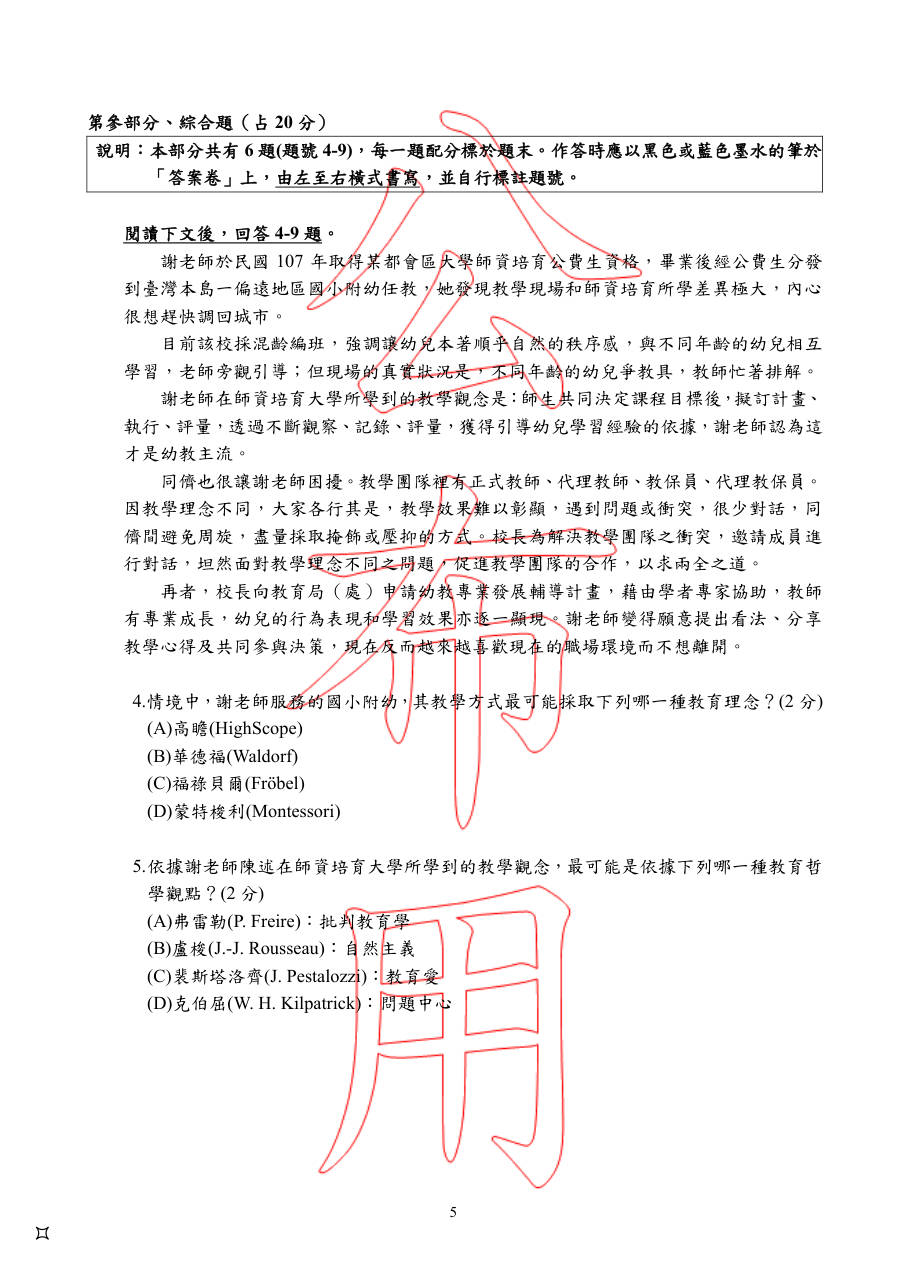 第參部分、綜合題（占 20 分）
說明：本部分共有 6 題(題號 4-9)，每一題配分標於題末。作答時應以黑色或藍色墨水的筆於
「答案卷」上，由左至右橫式書寫，並自行標註題號。
閱讀下文後，回答 4-9 題。
謝老師於民國 107 年取得某都會區大學師資培育公費生資格，畢業後經公費生分發
到臺灣本島一偏遠地區國小附幼任教，她發現教學現場和師資培育所學差異極大，內心
很想趕快調回城市。
目前該校採混齡編班，強調讓幼兒本著順乎自然的秩序感，與不同年齡的幼兒相互
學習，老師旁觀引導；但現場的真實狀況是，不同年齡的幼兒爭教具，教師忙著排解。
謝老師在師資培育大學所學到的教學觀念是：師生共同決定課程目標後，擬訂計畫、
執行、評量，透過不斷觀察、記錄、評量，獲得引導幼兒學習經驗的依據，謝老師認為這
才是幼教主流。
同儕也很讓謝老師困擾。教學團隊裡有正式教師、代理教師、教保員、代理教保員。
因教學理念不同，大家各行其是，教學效果難以彰顯，遇到問題或衝突，很少對話，同
儕間避免周旋，盡量採取掩飾或壓抑的方式。校長為解決教學團隊之衝突，邀請成員進
行對話，坦然面對教學理念不同之問題，促進教學團隊的合作，以求兩全之道。
再者，校長向教育局（處）申請幼教專業發展輔導計畫，藉由學者專家協助，教師
有專業成長，幼兒的行為表現和學習效果亦逐一顯現。謝老師變得願意提出看法、分享
教學心得及共同參與決策，現在反而越來越喜歡現在的職場環境而不想離開。
4.情境中，謝老師服務的國小附幼，其教學方式最可能採取下列哪一種教育理念？(2 分)
(A)高瞻(HighScope)
(B)華德福(Waldorf)
(C)福祿貝爾(Fröbel)
(D)蒙特梭利(Montessori)
5.依據謝老師陳述在師資培育大學所學到的教學觀念，最可能是依據下列哪一種教育哲
學觀點？(2 分)
(A)弗雷勒(P. Freire)：批判教育學
(B)盧梭(J.-J. Rousseau)：自然主義
(C)裴斯塔洛齊(J. Pestalozzi)：教育愛
(D)克伯屈(W. H. Kilpatrick)：問題中心
公布用
5